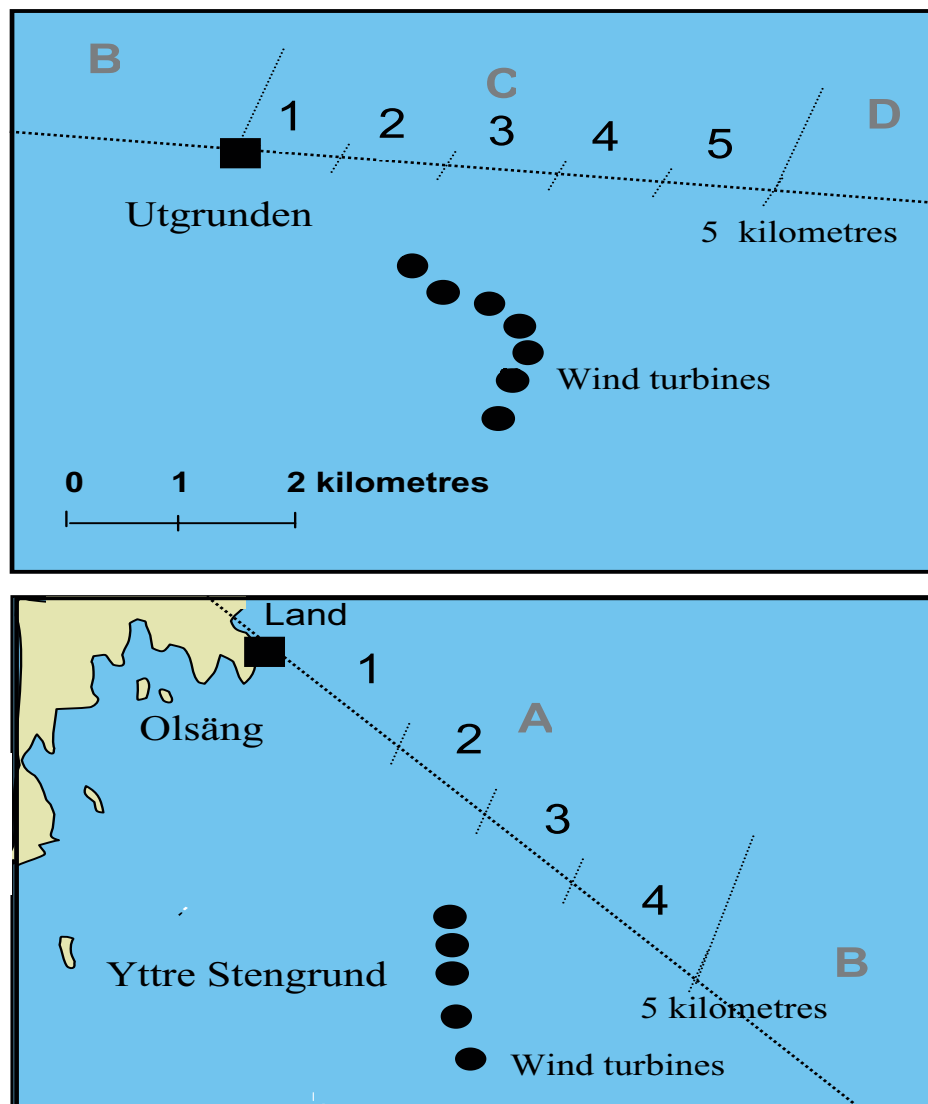 B
C
D
1 2 3 4 5
Utgrunden
5 kilometres
Wind turbines
0 1 2 kilometres
Land
1
Olsäng
A
2
3
4
Yttre Stengrund
B
5 kilometres
Wind turbines